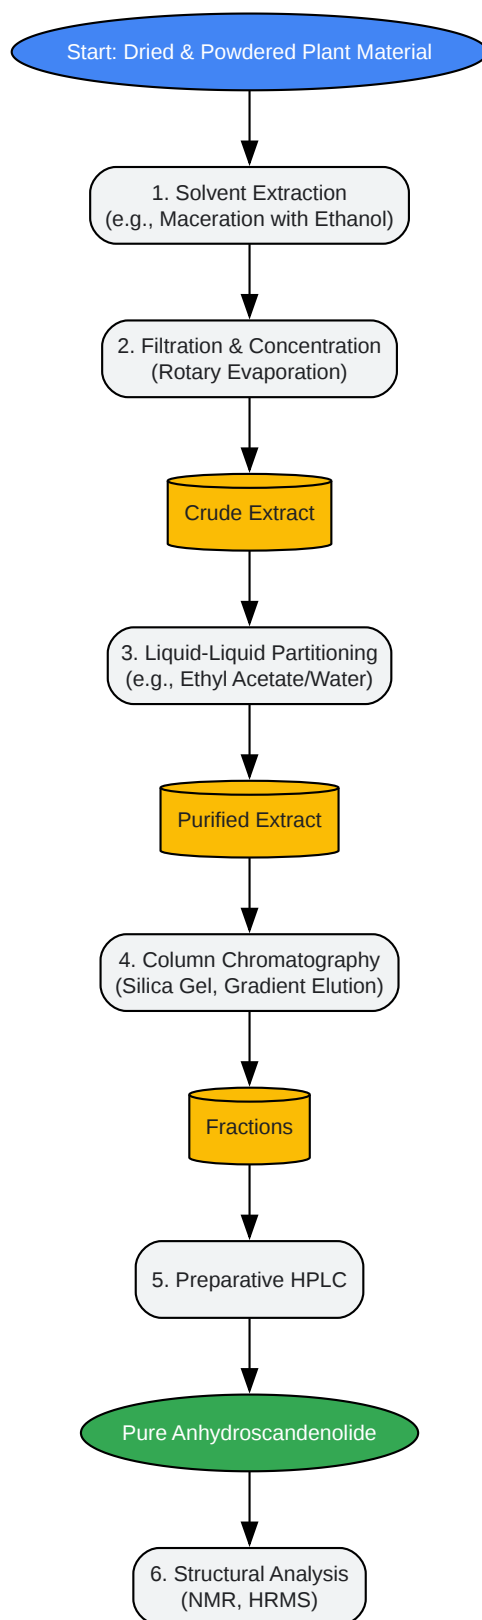 Start: Dried & Powdered Plant Material
1. Solvent Extraction
(e.g., Maceration with Ethanol)
2. Filtration & Concentration
(Rotary Evaporation)
Crude Extract
3. Liquid-Liquid Partitioning
(e.g., Ethyl Acetate/Water)
Purified Extract
4. Column Chromatography
(Silica Gel, Gradient Elution)
Fractions
5. Preparative HPLC
Pure Anhydroscandenolide
6. Structural Analysis
(NMR, HRMS)